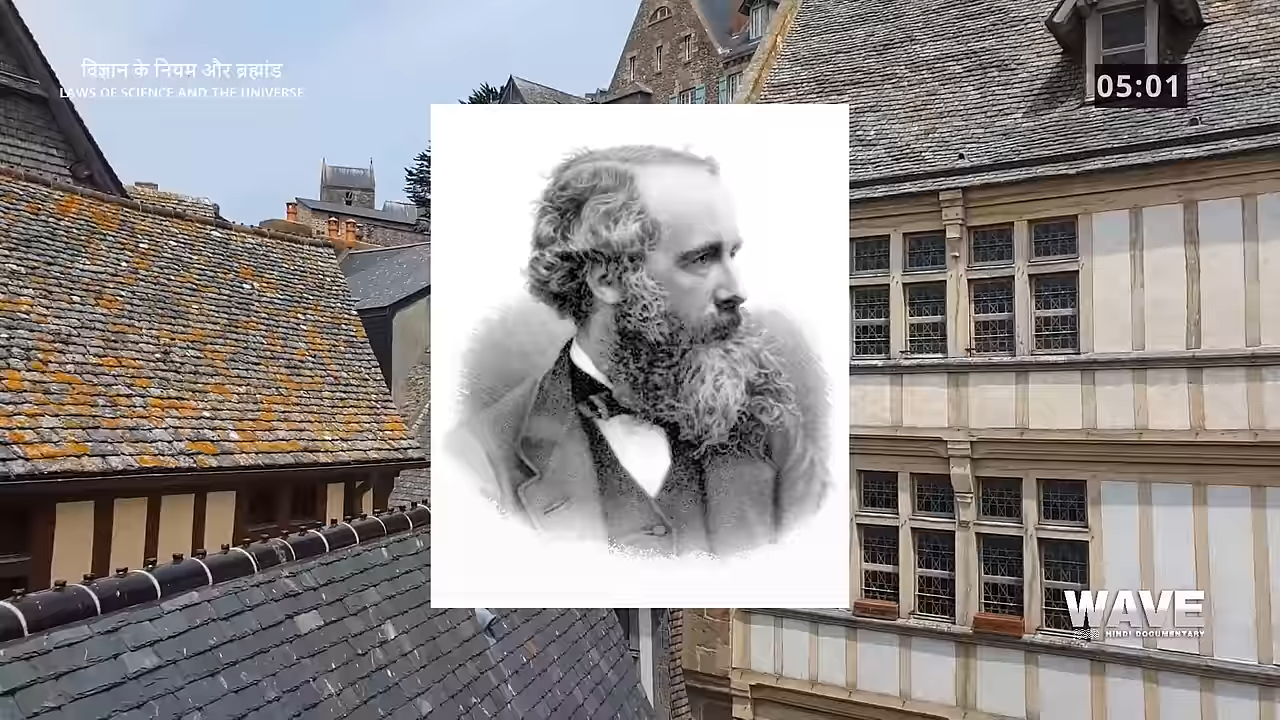 विज्ञान के नियम और ब्रह्मांड
LAWS OF SCIENCE AND THE UNIVERSE
05:01
WAVE
HINDI DOCUMENTARY